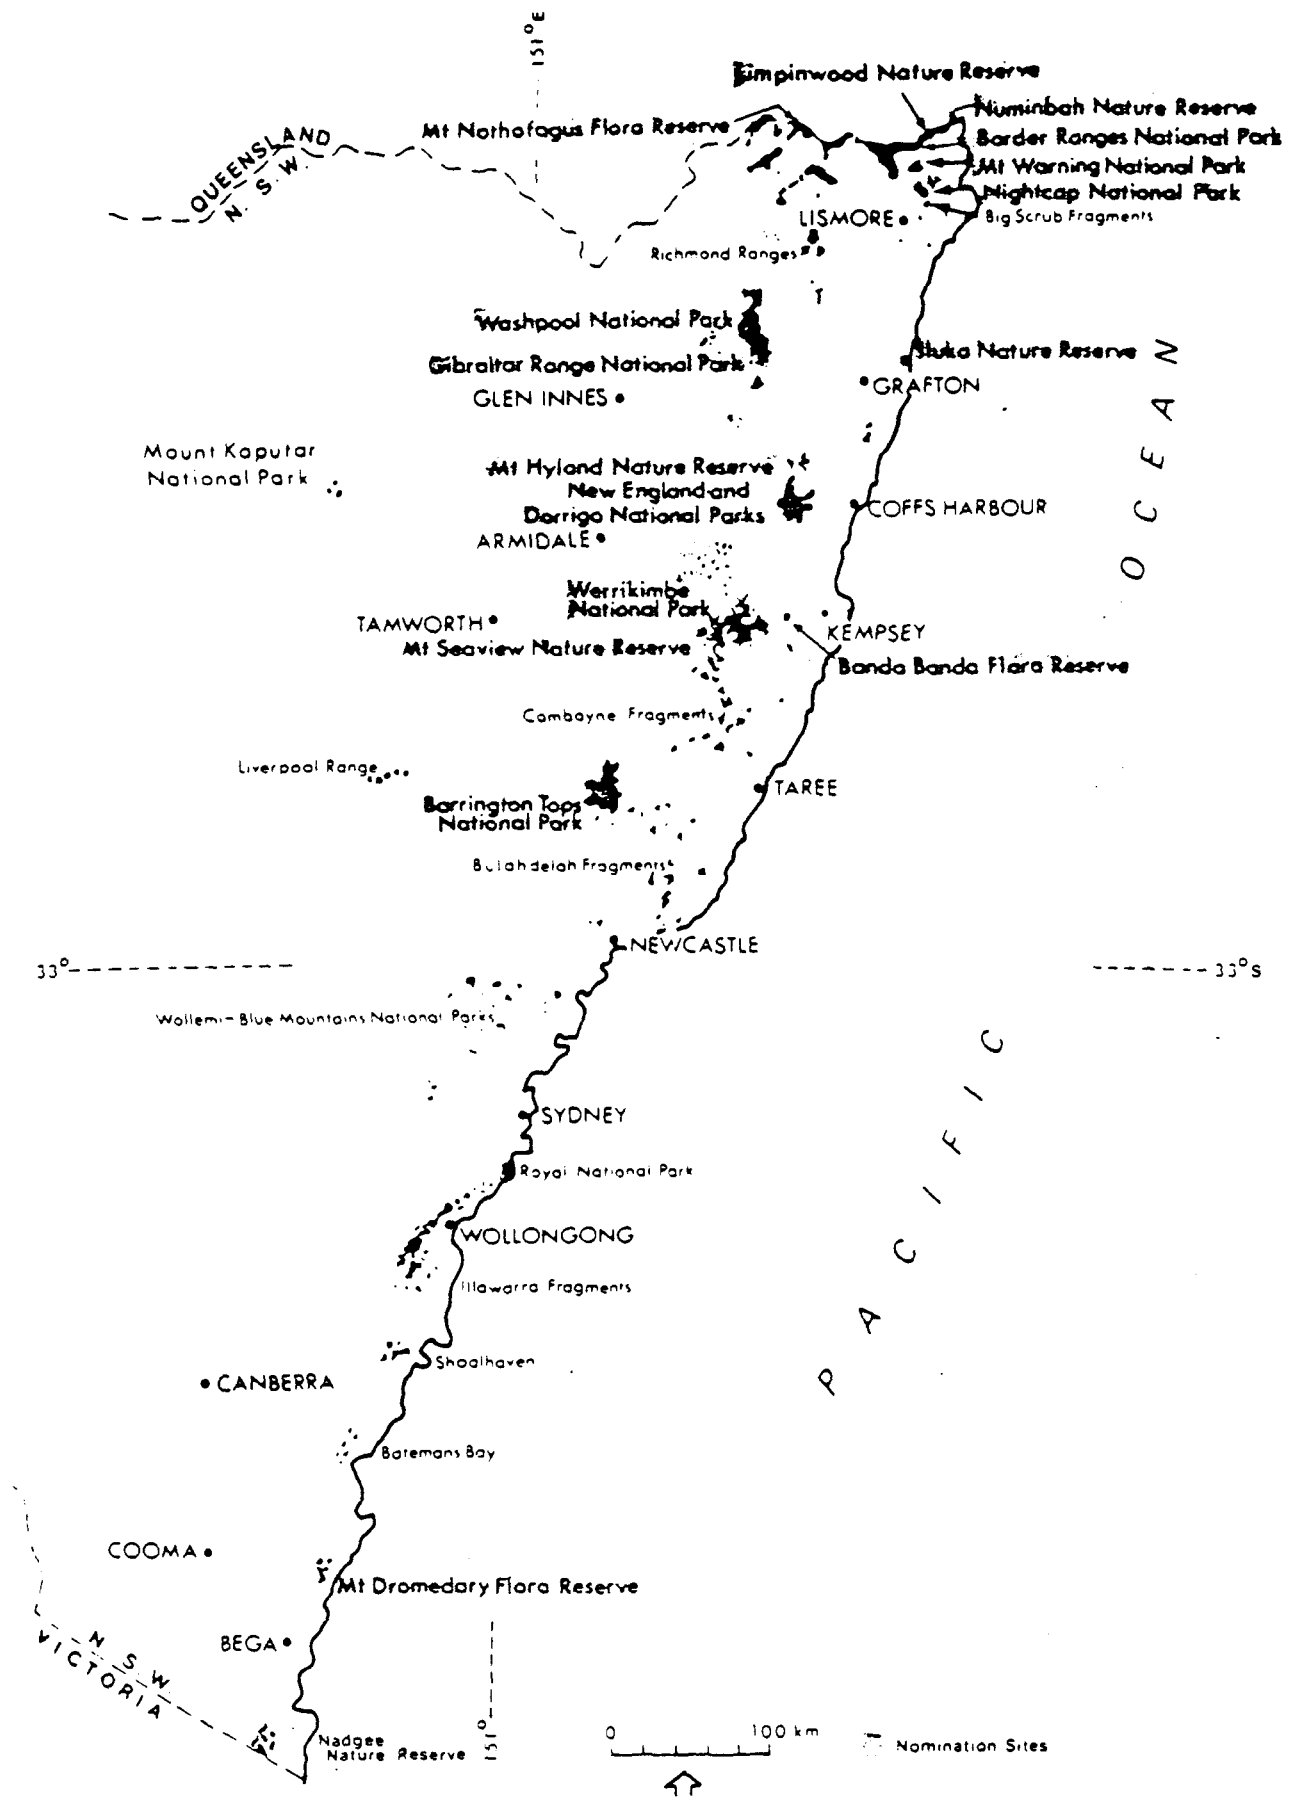 151°E
Limpinwood Nature Reserve
Numinbah Nature Reserve
Mt Nothofagus Flora Reserve
Border Ranges National Park
QUEENSLAND
N. S. W.
Mt Warning National Park
Nightcap National Park
LISMORE
Big Scrub Fragments
Richmond Ranges
Washpool National Park
Iluka Nature Reserve
Gibraltar Range National Park
GRAFTON
GLEN INNES
Mount Kaputar
National Park
Mt Hyland Nature Reserve
New England and
Dorrigo National Parks
COFFS HARBOUR
ARMIDALE
Werrikimbe
National Park
TAMWORTH
KEMPSEY
Mt Seaview Nature Reserve
Banda Banda Flora Reserve
Comboyne Fragments
Liverpool Range
TAREE
Barrington Tops
National Park
Bulahdelah Fragments
NEWCASTLE
33°
33°S
Wollemi-Blue Mountains National Parks
PACIFIC OCEAN
SYDNEY
Royal National Park
WOLLONGONG
Illawarra Fragments
Shoalhaven
CANBERRA
Batemans Bay
COOMA
Mt Dromedary Flora Reserve
BEGA
N S W
VICTORIA
Nadgee
Nature Reserve
151°
0 100 km
Nomination Sites